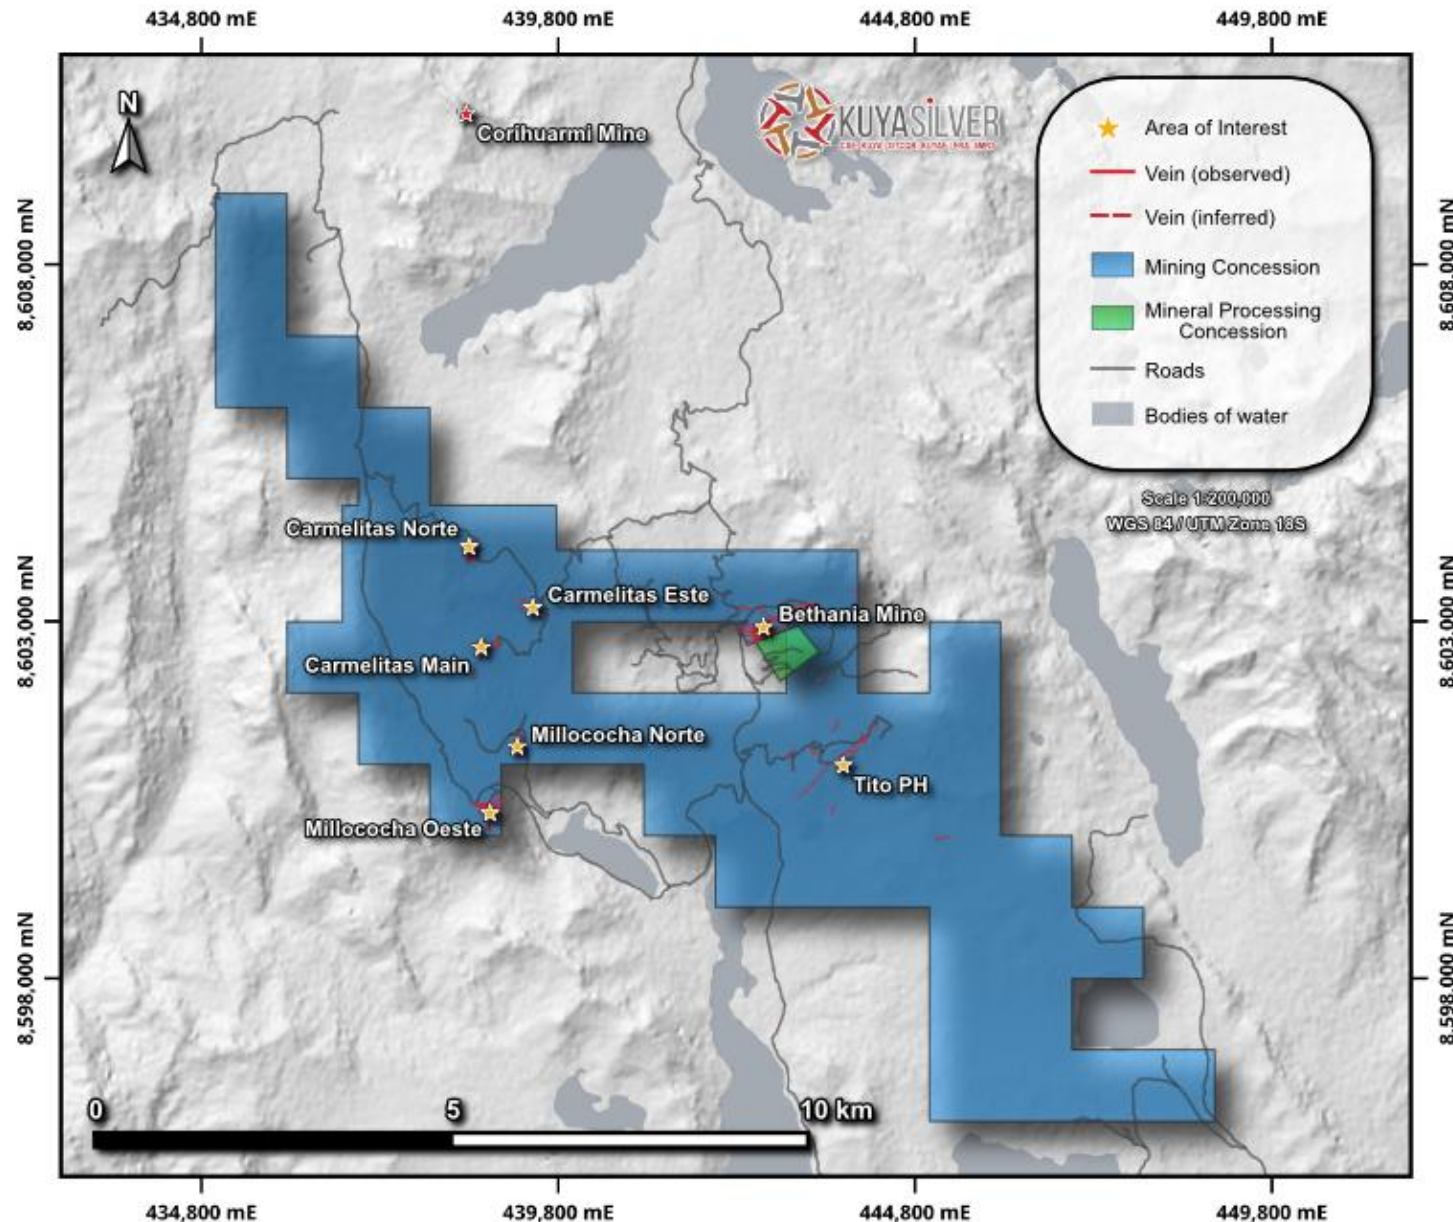 434,800 mE
439,800 mE
444,800 mE
449,800 mE
N
Corihuarmi Mine
KUYASILVER
Area of Interest
Vein (observed)
Vein (inferred)
Mining Concession
Mineral Processing
Concession
Roads
Bodies of water
8,608,000 mN
8,608,000 mN
Scale 1:200,000
WGS 84 / UTM Zone 18S
Carmelitas Norte
Carmelitas Este
Bethania Mine
Carmelitas Main
8,603,000 mN
8,603,000 mN
Millococha Norte
Tito PH
Millococha Oeste
8,598,000 mN
8,598,000 mN
0
5
10 km
434,800 mE
439,800 mE
444,800 mE
449,800 mE